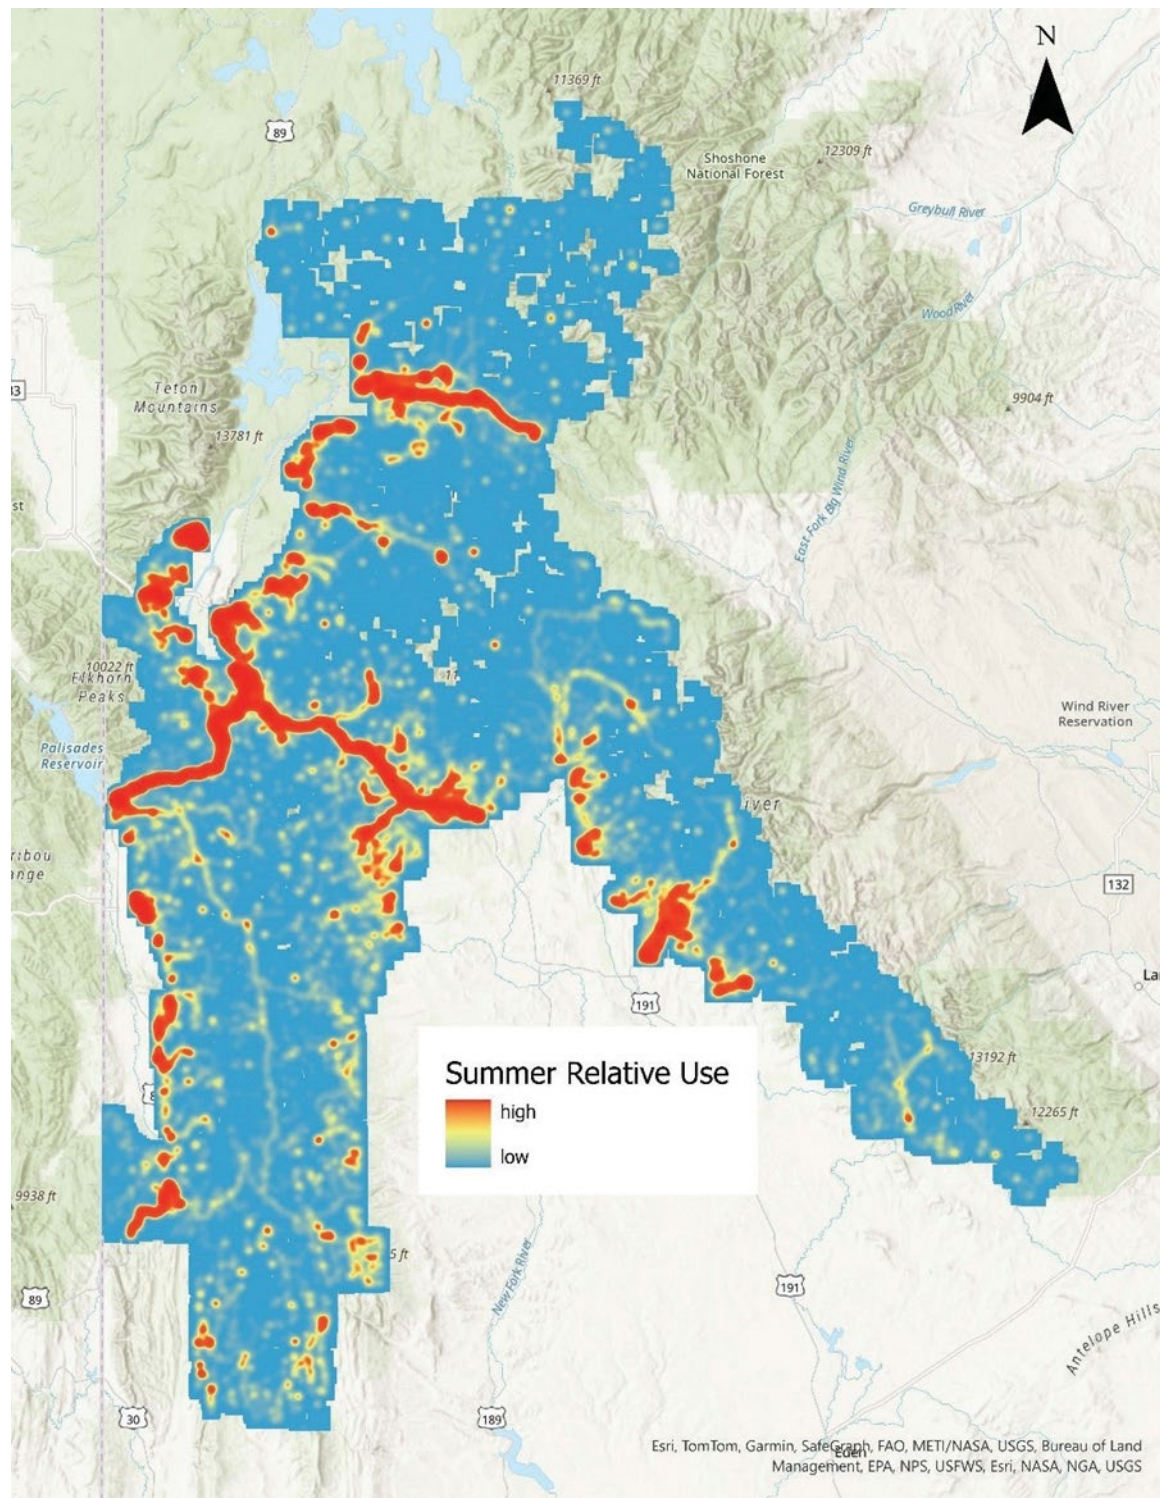 N
11369 ft
89
Shoshone
National Forest
12309 ft
Greybull River
Wood River
Teton
Mountains
33
9904 ft
13781 ft
East Fork Big Wind River
st
10022 ft
Elkhorn
Peaks
11
Wind River
Reservation
Palisades
Reservoir
iver
ribou
ange
132
191
La
Summer Relative Use
high
low
13192 ft
12265 ft
9938 ft
5 ft
New Fork River
89
191
Antelope Hills
30
189
Eden
Esri, TomTom, Garmin, SafeGraph, FAO, METI/NASA, USGS, Bureau of Land
Management, EPA, NPS, USFWS, Esri, NASA, NGA, USGS